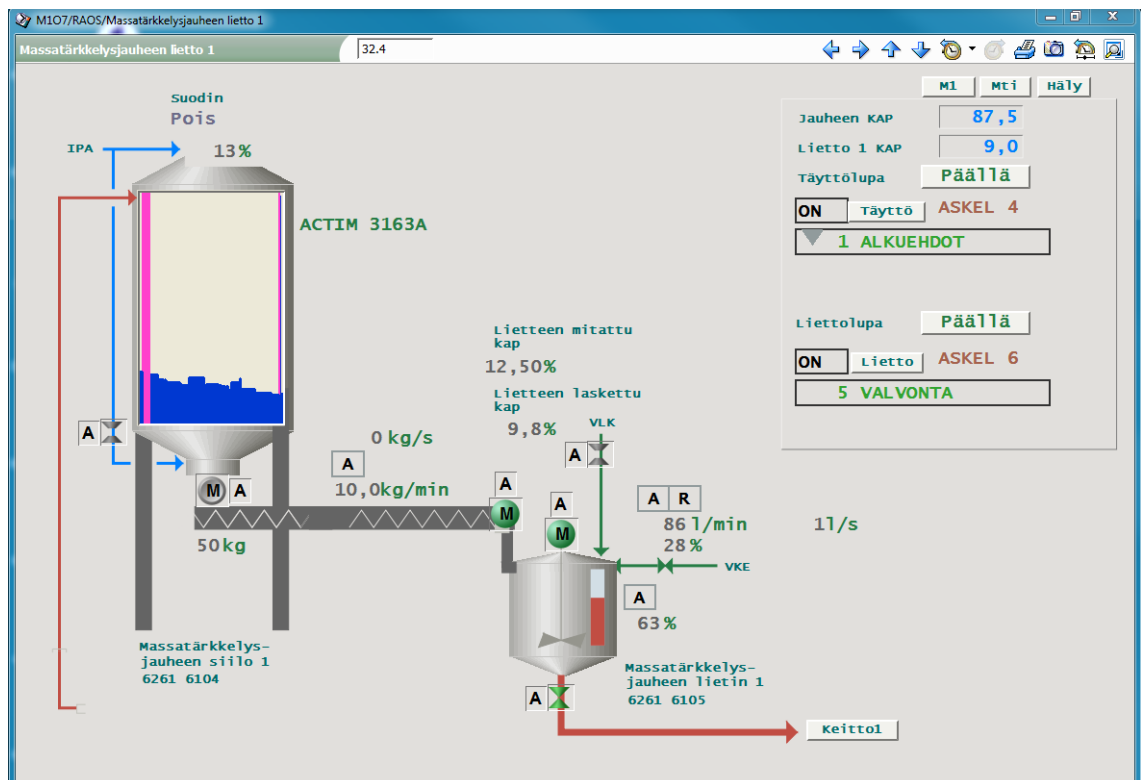 M1O7/RAOS/Massatärkkelysjauheen lietto 1
Massatärkkelysjauheen lietto 1
32.4
M1 Mti Häly
Suodin
Pois
IPA
13%
ACTIM 3163A
Jauheen KAP 87,5
Lietto 1 KAP 9,0
Täyttölupa Päällä
ON Täyttö ASKEL 4
1 ALKUEHDOT
Liettolupa Päällä
ON Lietto ASKEL 6
5 VALVONTA
Lietteen mitattu
kap
12,50%
Lietteen laskettu
kap
9,8%
VLK
A
A
0 kg/s
A
10,0kg/min
M A
50kg
A
M
A
M
A R
86 l/min 1l/s
28%
VKE
A
63%
Massatärkkelys-
jauheen siilo 1
6261 6104
Massatärkkelys-
jauheen lietin 1
6261 6105
A
Keitto1